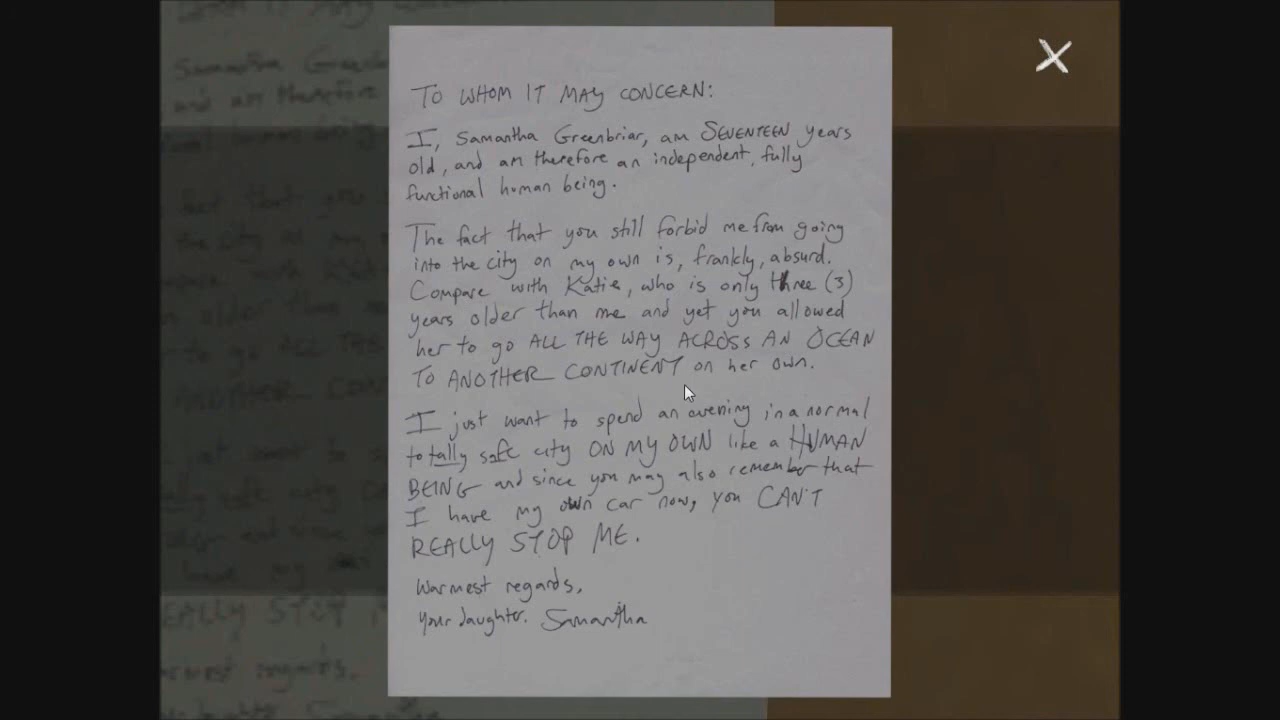 TO WHOM IT MAY CONCERN:
I, Samantha Greenbriar, am SEVENTEEN years
old, and am therefore an independent, fully
functional human being.
The fact that you still forbid me from going
into the city on my own is, frankly, absurd.
Compare with Katie, who is only three (3)
years older than me and yet you allowed
her to go ALL THE WAY ACROSS AN OCEAN
TO ANOTHER CONTINENT on her own.
I just want to spend an evening in a normal
totally safe city ON MY OWN like a HUMAN
BEING and since you may also remember that
I have my own car now, you CAN'T
REALLY STOP ME.
Warmest regards,
Your daughter. Samantha